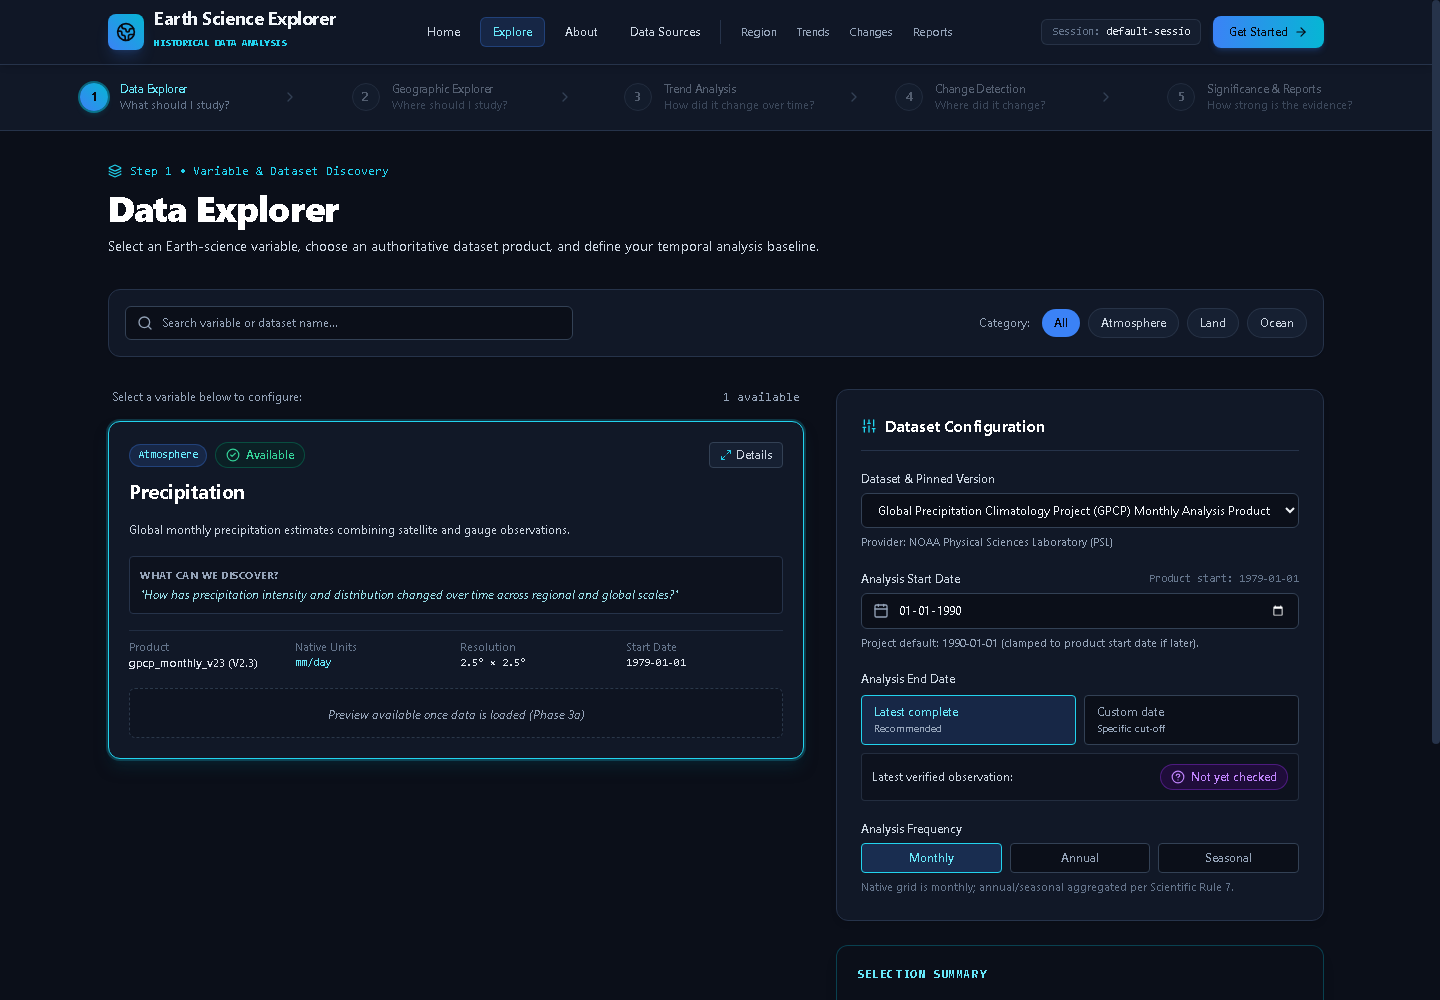 Earth Science Explorer
HISTORICAL DATA ANALYSIS
Home
Explore
About
Data Sources
Region
Trends
Changes
Reports
Session: default-sessio
Get Started
1
Data Explorer
What should I study?
2
Geographic Explorer
Where should I study?
3
Trend Analysis
How did it change over time?
4
Change Detection
Where did it change?
5
Significance & Reports
How strong is the evidence?
Step 1 • Variable & Dataset Discovery
Data Explorer
Select an Earth-science variable, choose an authoritative dataset product, and define your temporal analysis baseline.
Search variable or dataset name...
Category:
All
Atmosphere
Land
Ocean
Select a variable below to configure:
1 available
Atmosphere
Available
Details
Precipitation
Global monthly precipitation estimates combining satellite and gauge observations.
WHAT CAN WE DISCOVER?
"How has precipitation intensity and distribution changed over time across regional and global scales?"
Product
gpcp_monthly_v23 (V2.3)
Native Units
mm/day
Resolution
2.5° × 2.5°
Start Date
1979-01-01
Preview available once data is loaded (Phase 3a)
Dataset Configuration
Dataset & Pinned Version
Global Precipitation Climatology Project (GPCP) Monthly Analysis Product
Provider: NOAA Physical Sciences Laboratory (PSL)
Analysis Start Date
Product start: 1979-01-01
01-01-1990
Project default: 1990-01-01 (clamped to product start date if later).
Analysis End Date
Latest complete
Recommended
Custom date
Specific cut-off
Latest verified observation:
Not yet checked
Analysis Frequency
Monthly
Annual
Seasonal
Native grid is monthly; annual/seasonal aggregated per Scientific Rule 7.
SELECTION SUMMARY